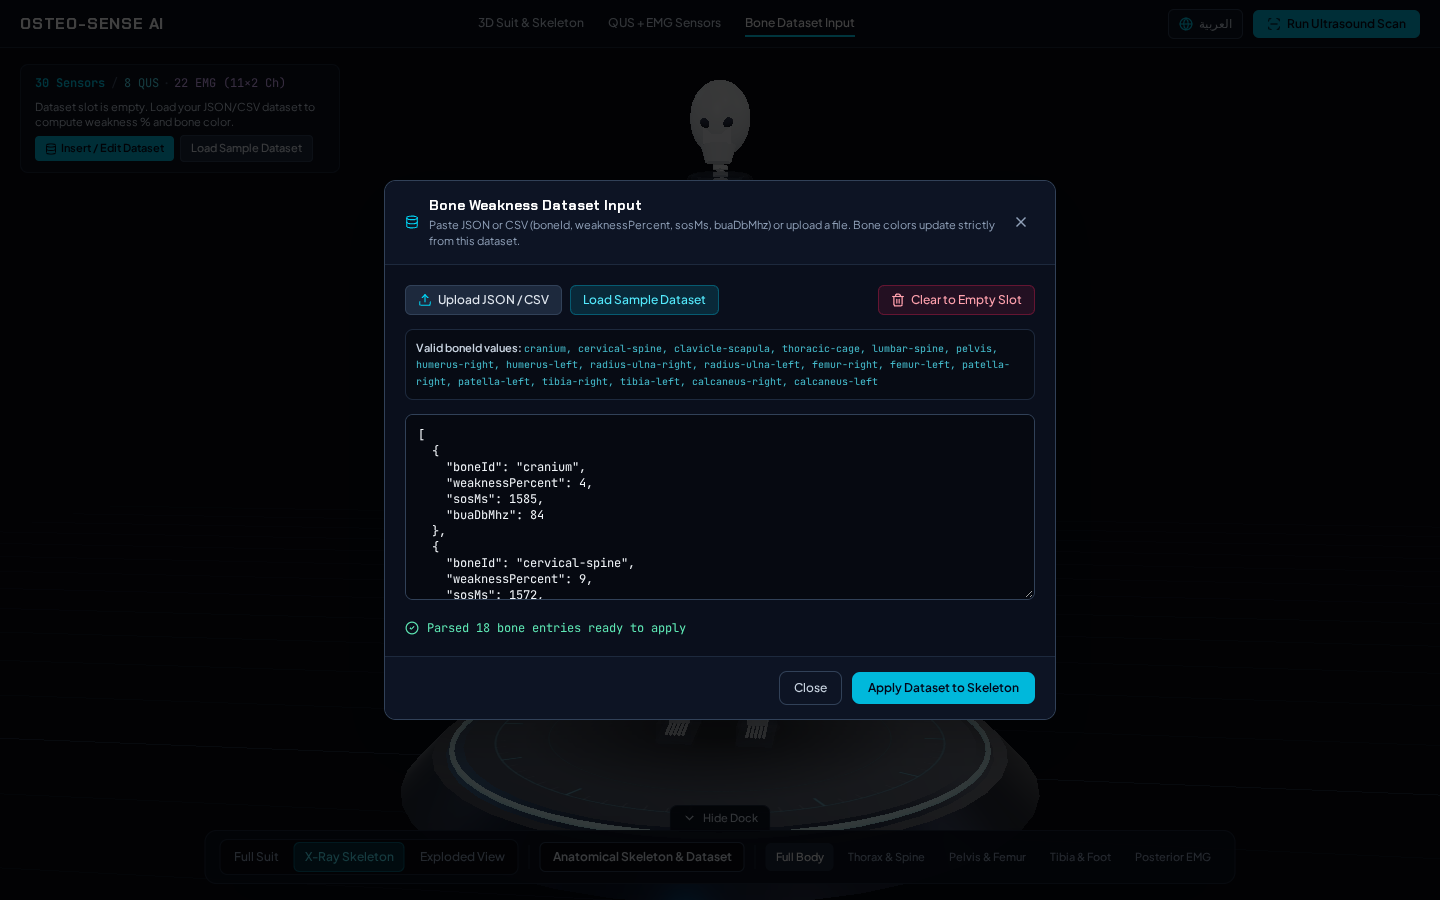 OSTEO-SENSE AI
3D Suit & Skeleton
QUS + EMG Sensors
Bone Dataset Input
العربية
Run Ultrasound Scan
30 Sensors / 8 QUS · 22 EMG (11×2 Ch)
Dataset slot is empty. Load your JSON/CSV dataset to
compute weakness % and bone color.
Insert / Edit Dataset
Load Sample Dataset
Bone Weakness Dataset Input
Paste JSON or CSV (boneId, weaknessPercent, sosMs, buaDbMhz) or upload a file. Bone colors update strictly
from this dataset.
Upload JSON / CSV
Load Sample Dataset
Clear to Empty Slot
Valid boneId values: cranium, cervical-spine, clavicle-scapula, thoracic-cage, lumbar-spine, pelvis,
humerus-right, humerus-left, radius-ulna-right, radius-ulna-left, femur-right, femur-left, patella-
right, patella-left, tibia-right, tibia-left, calcaneus-right, calcaneus-left
[
{
"boneId": "cranium",
"weaknessPercent": 4,
"sosMs": 1585,
"buaDbMhz": 84
},
{
"boneId": "cervical-spine",
"weaknessPercent": 9,
"sosMs": 1572,
Parsed 18 bone entries ready to apply
Close
Apply Dataset to Skeleton
Hide Dock
Full Suit
X-Ray Skeleton
Exploded View
Anatomical Skeleton & Dataset
Full Body
Thorax & Spine
Pelvis & Femur
Tibia & Foot
Posterior EMG